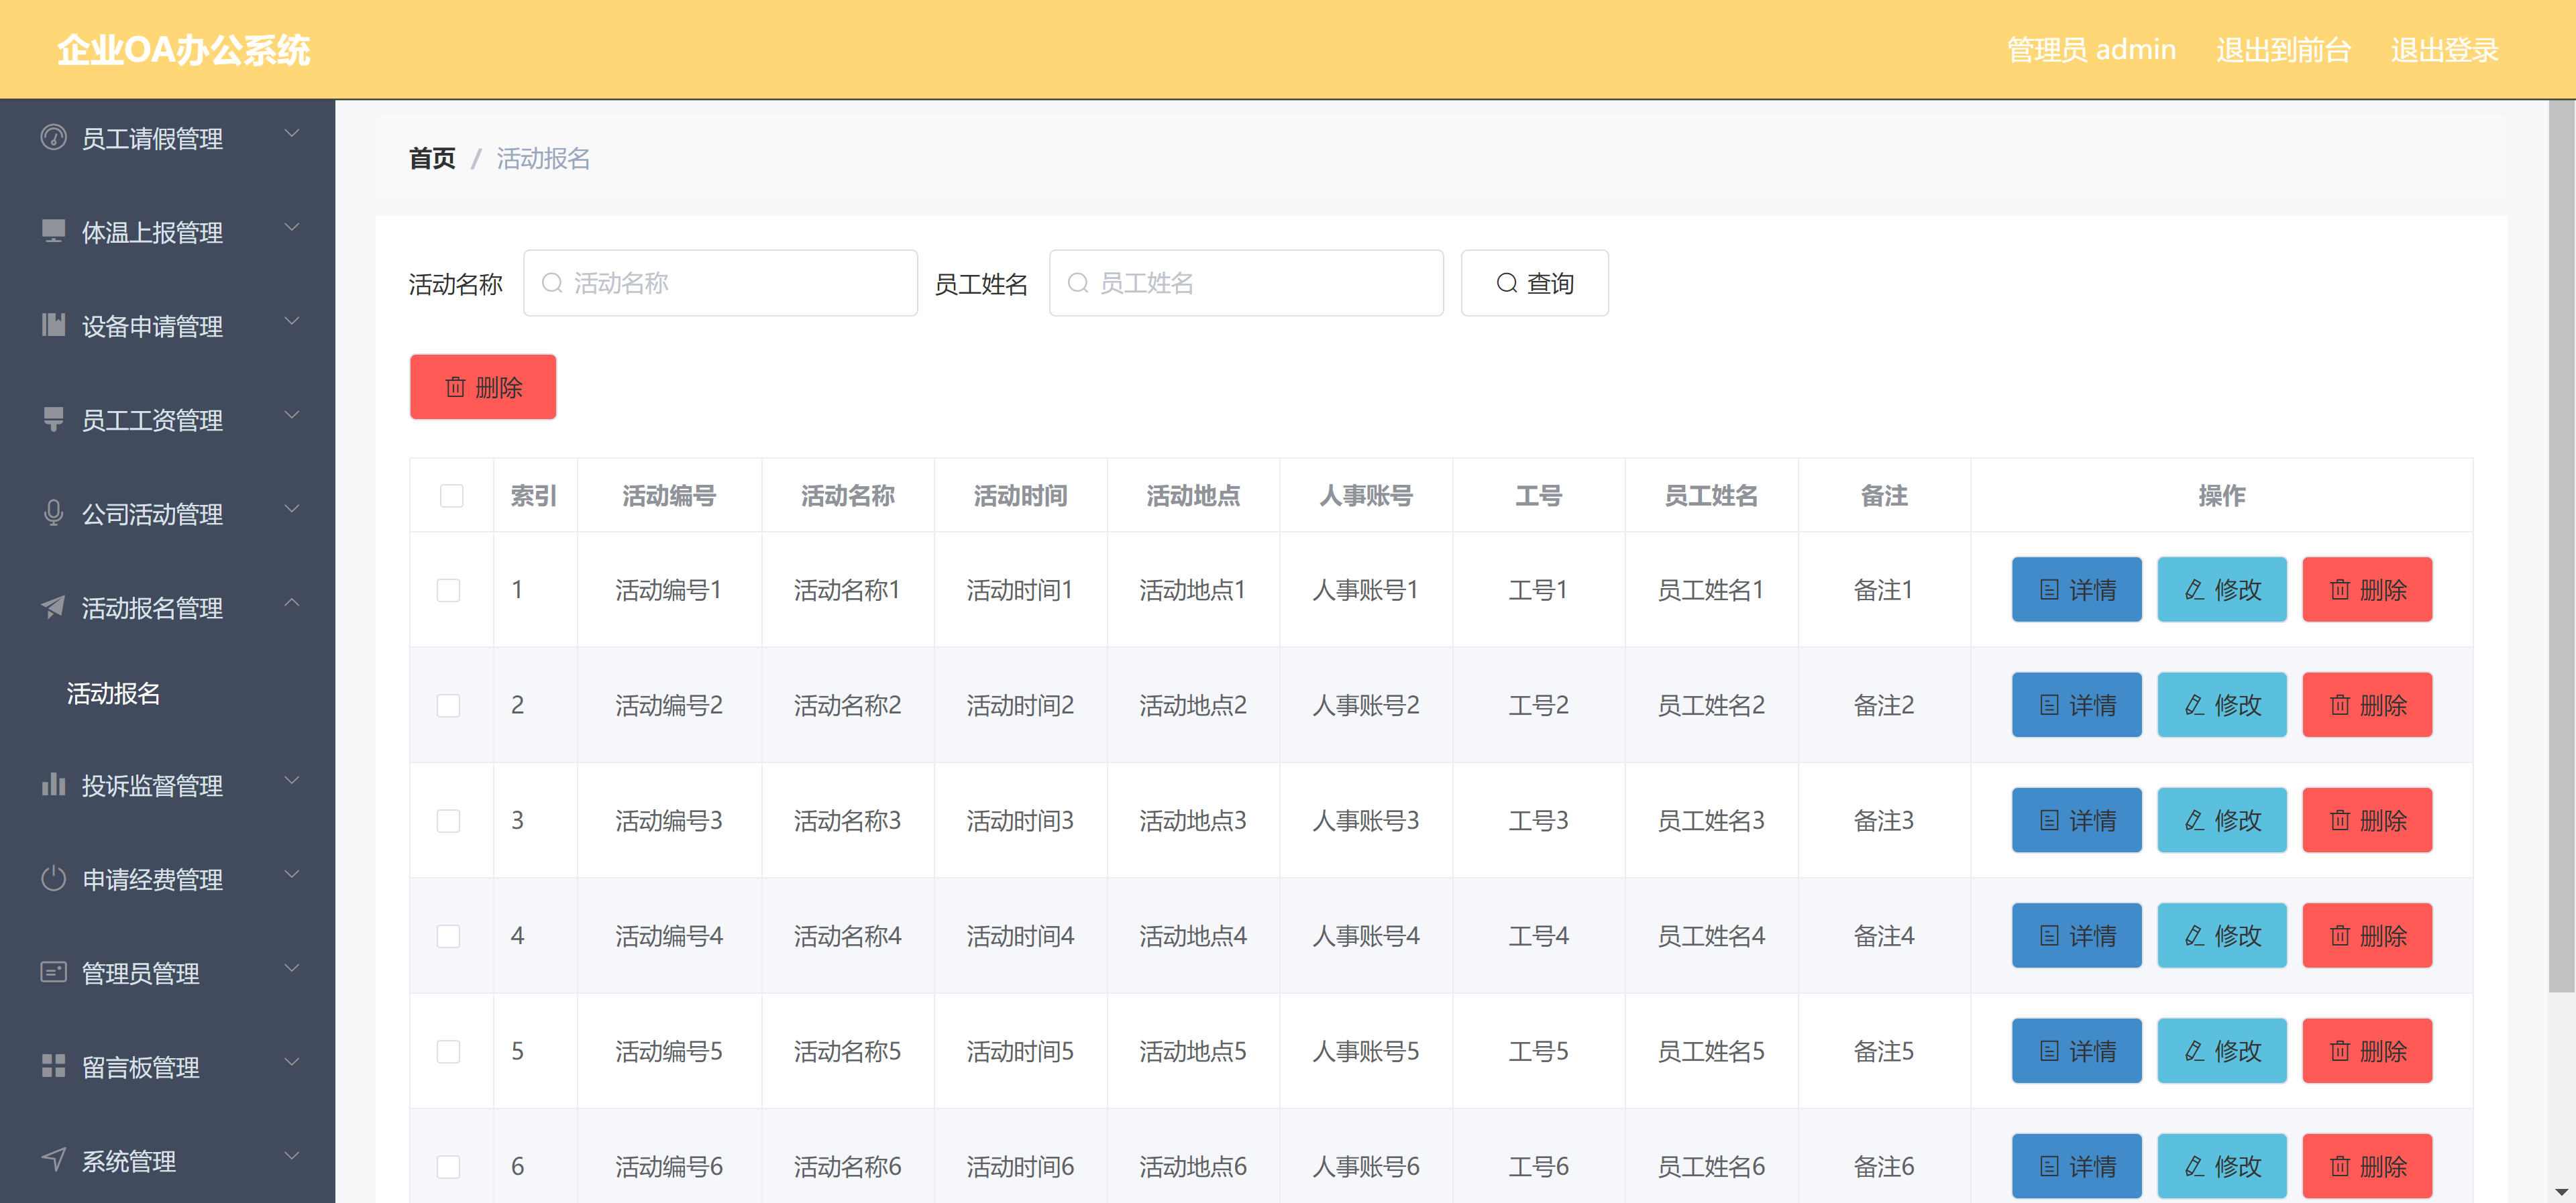 企业OA办公系统
管理员 admin 退出到前台 退出登录
员工请假管理
体温上报管理
设备申请管理
员工工资管理
公司活动管理
活动报名管理
活动报名
投诉监督管理
申请经费管理
管理员管理
留言板管理
系统管理
首页 / 活动报名
活动名称 活动名称 员工姓名 员工姓名 查询
删除
索引 活动编号 活动名称 活动时间 活动地点 人事账号 工号 员工姓名 备注 操作
1 活动编号1 活动名称1 活动时间1 活动地点1 人事账号1 工号1 员工姓名1 备注1 详情 修改 删除
2 活动编号2 活动名称2 活动时间2 活动地点2 人事账号2 工号2 员工姓名2 备注2 详情 修改 删除
3 活动编号3 活动名称3 活动时间3 活动地点3 人事账号3 工号3 员工姓名3 备注3 详情 修改 删除
4 活动编号4 活动名称4 活动时间4 活动地点4 人事账号4 工号4 员工姓名4 备注4 详情 修改 删除
5 活动编号5 活动名称5 活动时间5 活动地点5 人事账号5 工号5 员工姓名5 备注5 详情 修改 删除
6 活动编号6 活动名称6 活动时间6 活动地点6 人事账号6 工号6 员工姓名6 备注6 详情 修改 删除